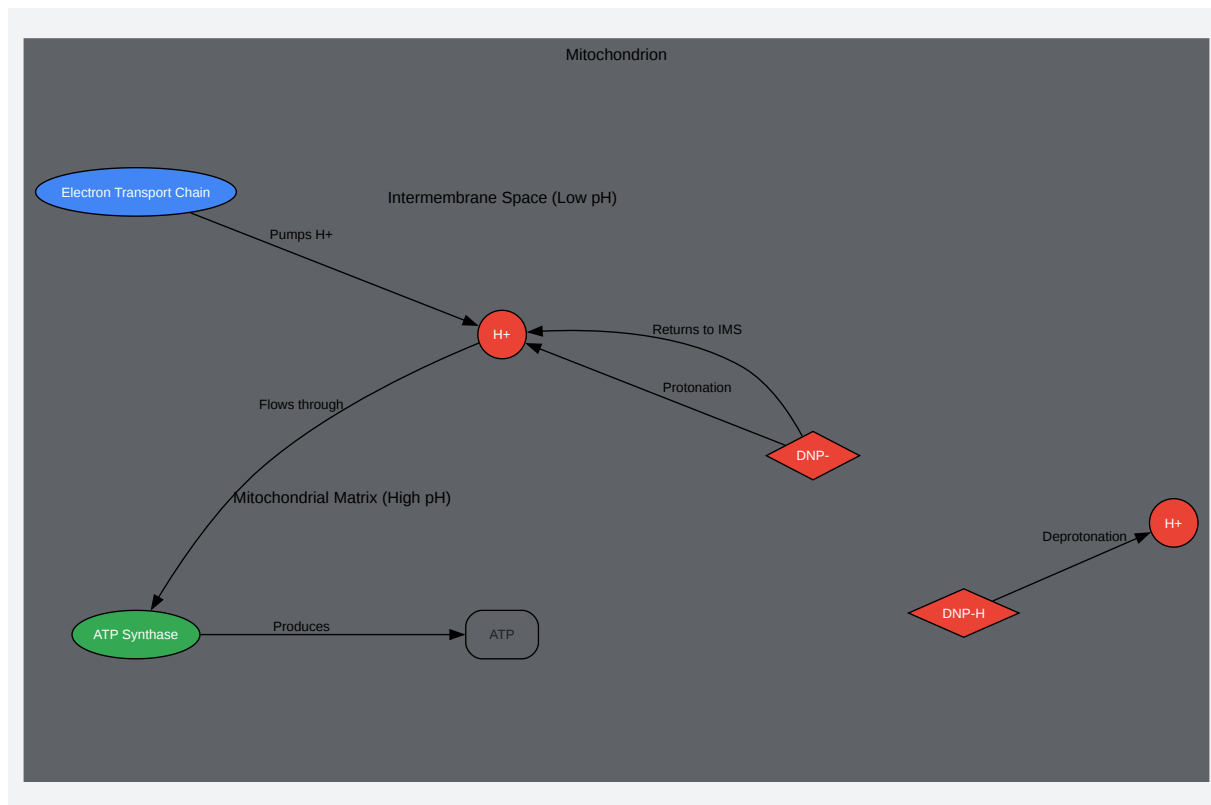 Mitochondrion
Electron Transport Chain
Intermembrane Space (Low pH)
Pumps H+
Returns to IMS
H+
Protonation
Flows through
DNP-
Mitochondrial Matrix (High pH)
H+
Deprotonation
DNP-H
Produces
ATP Synthase
ATP